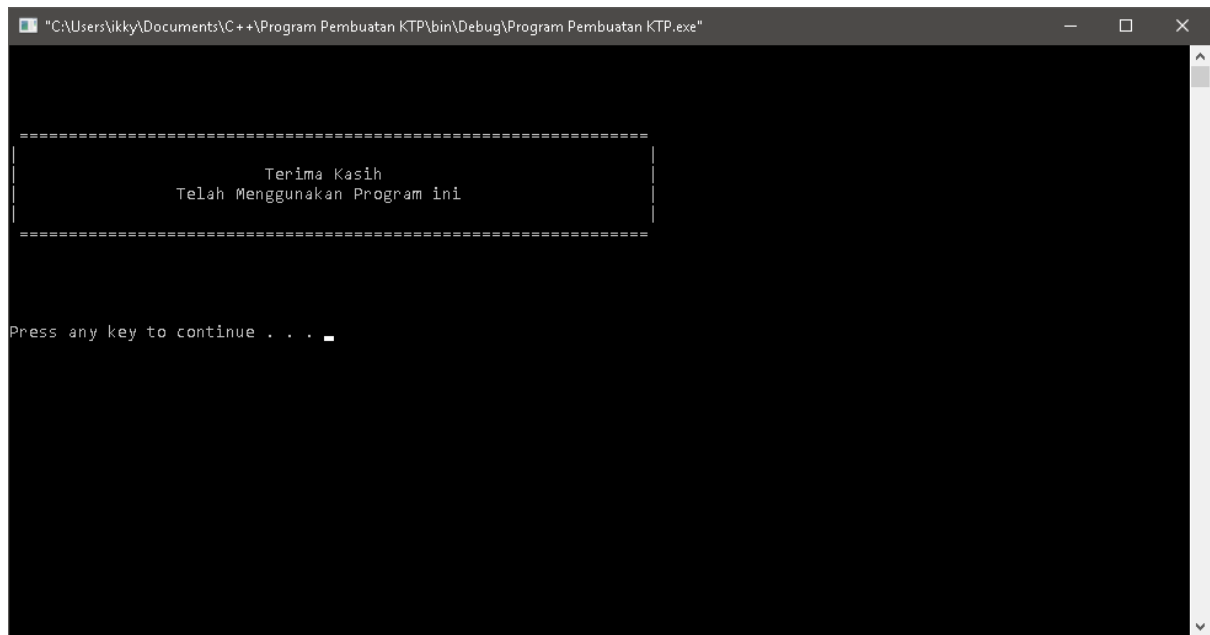 "C:\Users\ikky\Documents\C++\Program Pembuatan KTP\bin\Debug\Program Pembuatan KTP.exe"
================================================================
| |
| Terima Kasih |
| Telah Menggunakan Program ini |
| |
================================================================
Press any key to continue . . .